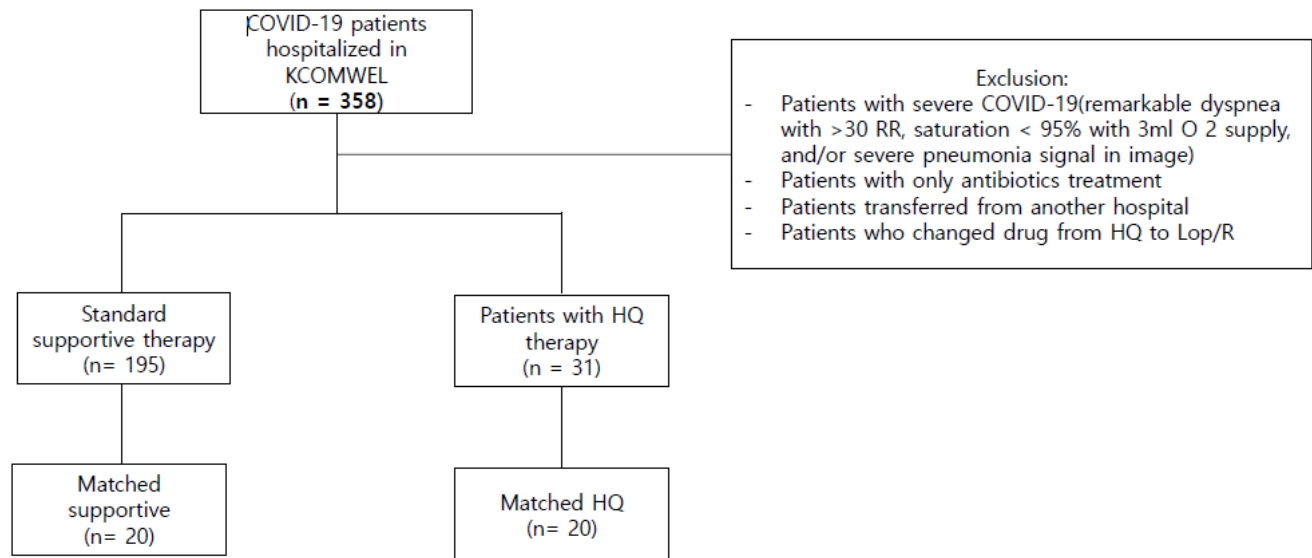 COVID-19 patients
hospitalized in
KCOMWEL
(n = 358)
Exclusion:
- Patients with severe COVID-19(remarkable dyspnea
with >30 RR, saturation < 95% with 3ml O 2 supply,
and/or severe pneumonia signal in image)
- Patients with only antibiotics treatment
- Patients transferred from another hospital
- Patients who changed drug from HQ to Lop/R
Standard
supportive therapy
(n= 195)
Patients with HQ
therapy
(n = 31)
Matched
supportive
(n= 20)
Matched HQ
(n= 20)